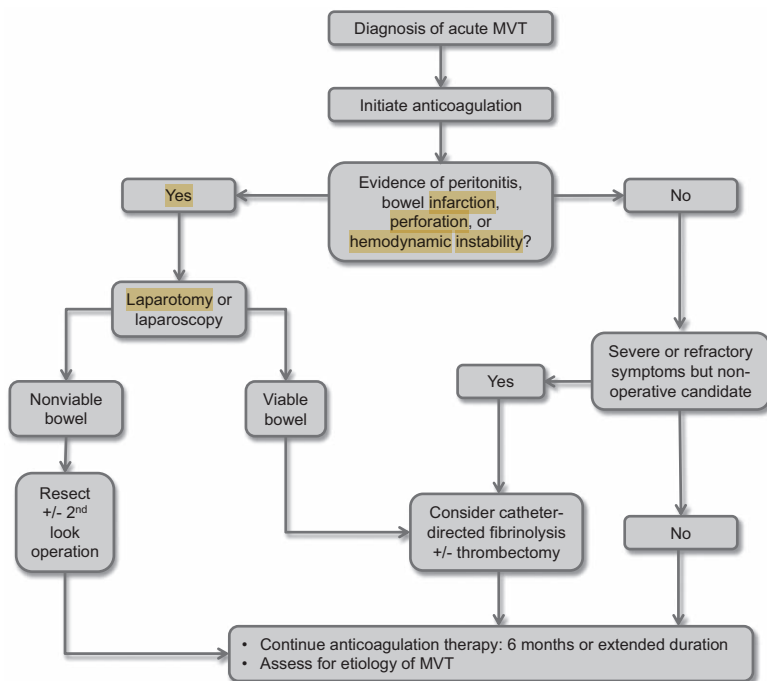 Diagnosis of acute MVT
Initiate anticoagulation
Evidence of peritonitis,
bowel infarction,
perforation, or
hemodynamic instability?
Yes
No
Laparotomy or
laparoscopy
Severe or refractory
symptoms but non-
operative candidate
Yes
Nonviable
bowel
Viable
bowel
Resect
+/- 2nd
look
operation
Consider catheter-
directed fibrinolysis
+/- thrombectomy
No
• Continue anticoagulation therapy: 6 months or extended duration
• Assess for etiology of MVT